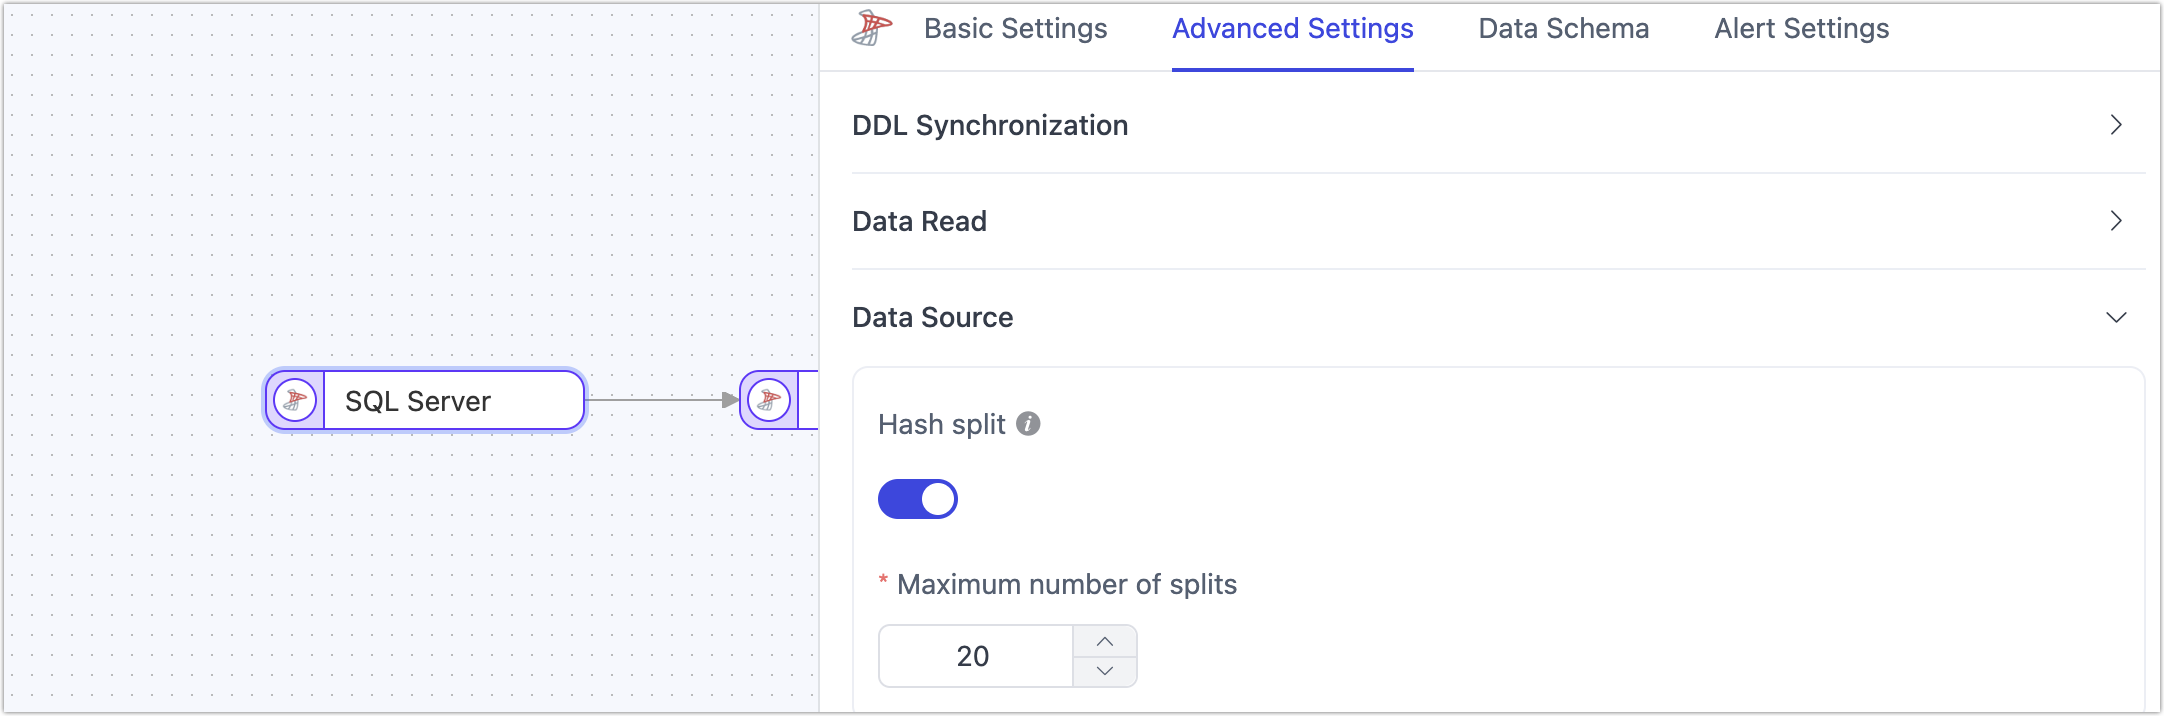 Basic Settings
Advanced Settings
Data Schema
Alert Settings
DDL Synchronization
Data Read
Data Source
SQL Server
Hash split
* Maximum number of splits
20